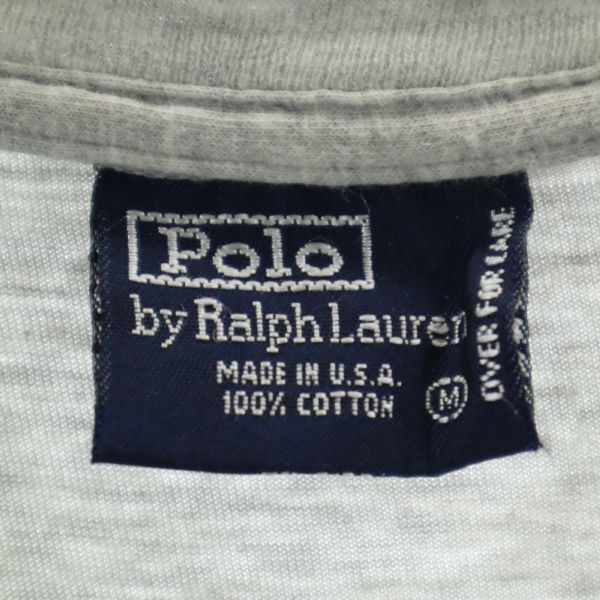 Polo
by Ralph Lauren
MADE IN U.S.A.
100% COTTON
M
OVER FOR CARE